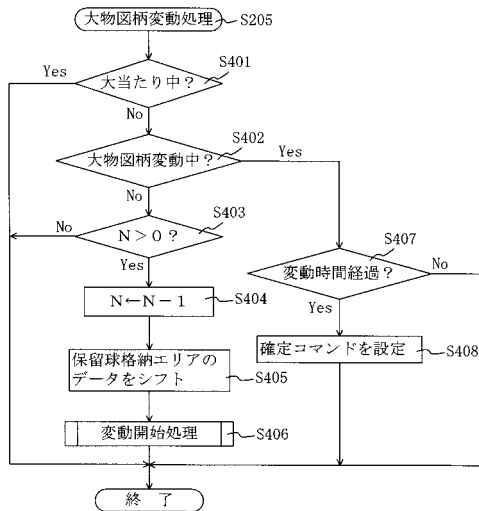 大物図柄変動処理
S205
Yes
S401
大当たり中？
No
S402
大物図柄変動中？
Yes
No
S403
No
N＞0？
Yes
S407
変動時間経過？
No
Yes
N←N－1
S404
確定コマンドを設定
S408
保留球格納エリアの
データをシフト
S405
変動開始処理
S406
終 了